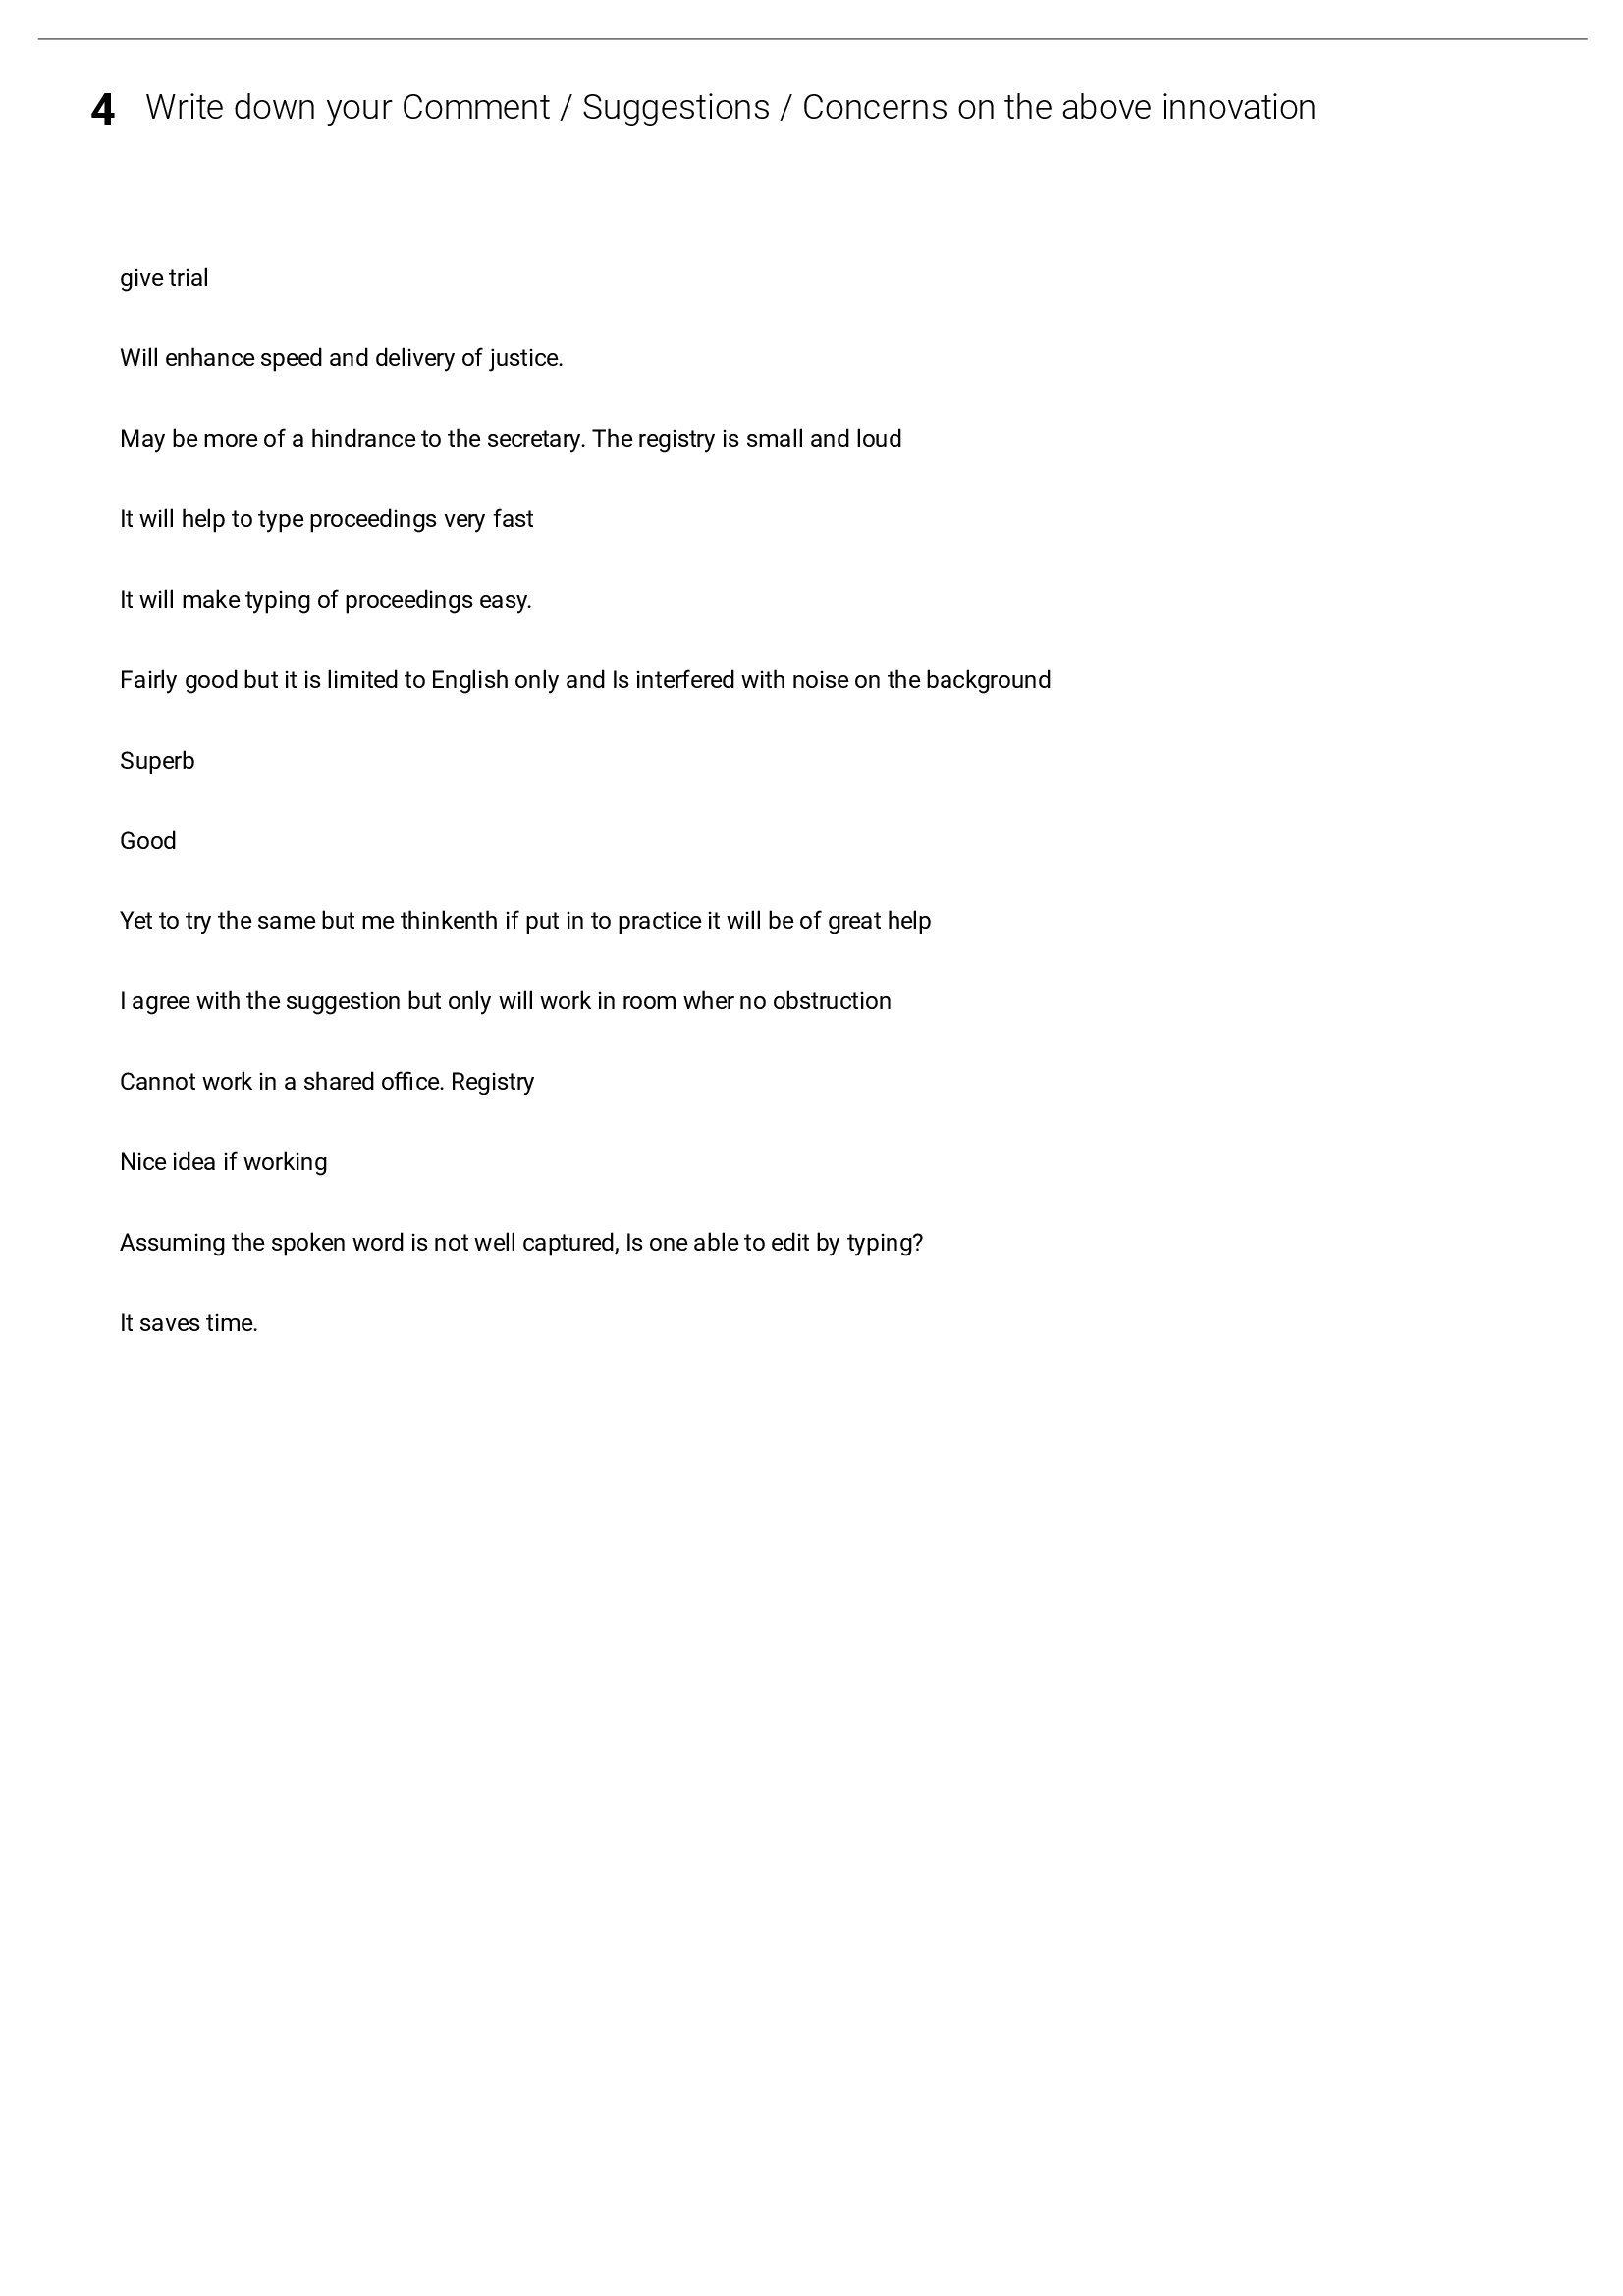 4 Write down your Comment / Suggestions / Concerns on the above innovation
give trial
Will enhance speed and delivery of justice.
May be more of a hindrance to the secretary. The registry is small and loud
It will help to type proceedings very fast
It will make typing of proceedings easy.
Fairly good but it is limited to English only and Is interfered with noise on the background
Superb
Good
Yet to try the same but me thinkenth if put in to practice it will be of great help
I agree with the suggestion but only will work in room wher no obstruction
Cannot work in a shared office. Registry
Nice idea if working
Assuming the spoken word is not well captured, Is one able to edit by typing?
It saves time.